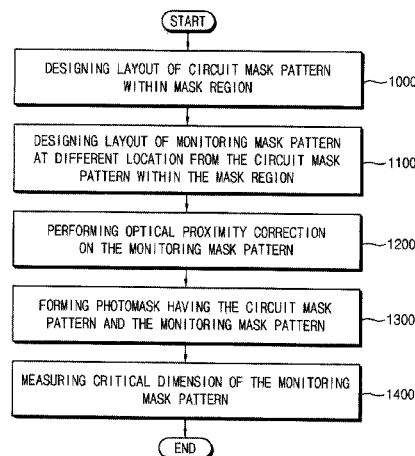 START
DESIGNING LAYOUT OF CIRCUIT MASK PATTERN
WITHIN MASK REGION
1000
DESIGNING LAYOUT OF MONITORING MASK PATTERN
AT DIFFERENT LOCATION FROM THE CIRCUIT MASK
PATTERN WITHIN THE MASK REGION
1100
PERFORMING OPTICAL PROXIMITY CORRECTION
ON THE MONITORING MASK PATTERN
1200
FORMING PHOTOMASK HAVING THE CIRCUIT MASK
PATTERN AND THE MONITORING MASK PATTERN
1300
MEASURING CRITICAL DIMENSION OF THE MONITORING
MASK PATTERN
1400
END